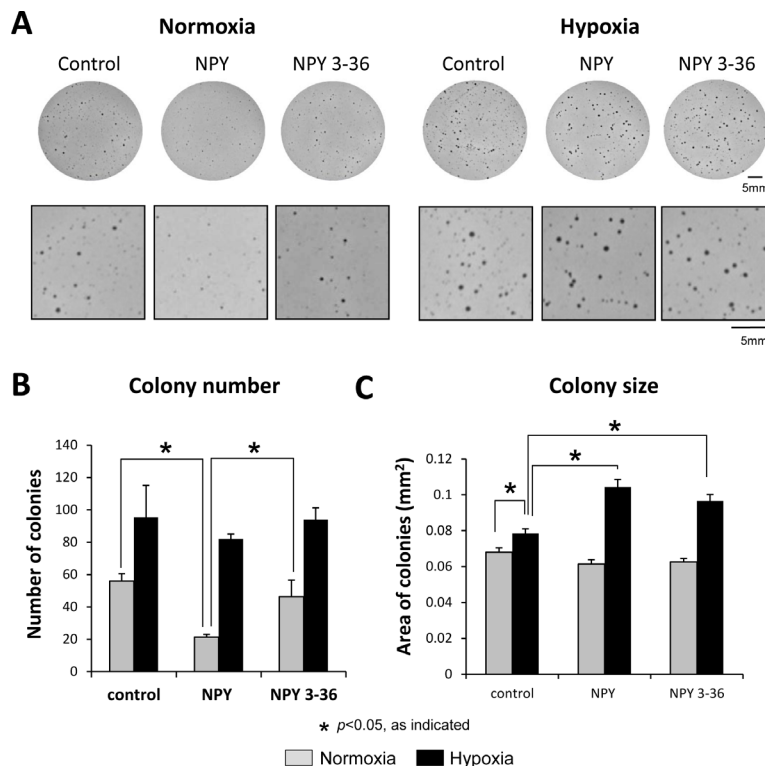 A
Normoxia
Hypoxia
Control NPY NPY 3-36
Control NPY NPY 3-36
5mm
5mm
B
Colony number
Number of colonies
140
120
100
80
60
40
20
0
* *
control NPY NPY 3-36
C
Colony size
Area of colonies (mm²)
0.12
0.1
0.08
0.06
0.04
0.02
0
*
*
*
control NPY NPY 3-36
* p<0.05, as indicated
Normoxia Hypoxia